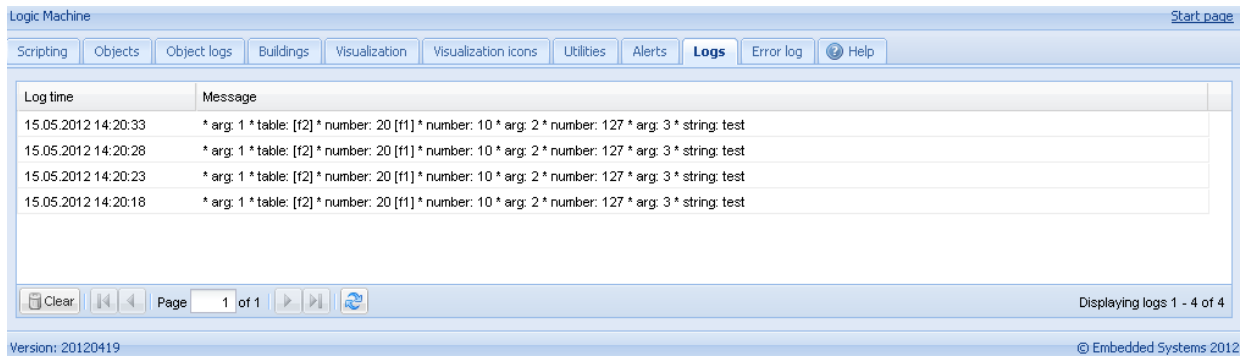 Logic Machine Start page
Scripting Objects Object logs Buildings Visualization Visualization icons Utilities Alerts Logs Error log Help
Log time Message
15.05.2012 14:20:33 * arg: 1 * table: [f2] * number: 20 [f1] * number: 10 * arg: 2 * number: 127 * arg: 3 * string: test
15.05.2012 14:20:28 * arg: 1 * table: [f2] * number: 20 [f1] * number: 10 * arg: 2 * number: 127 * arg: 3 * string: test
15.05.2012 14:20:23 * arg: 1 * table: [f2] * number: 20 [f1] * number: 10 * arg: 2 * number: 127 * arg: 3 * string: test
15.05.2012 14:20:18 * arg: 1 * table: [f2] * number: 20 [f1] * number: 10 * arg: 2 * number: 127 * arg: 3 * string: test
Clear Page 1 of 1 Displaying logs 1 - 4 of 4
Version: 20120419 © Embedded Systems 2012